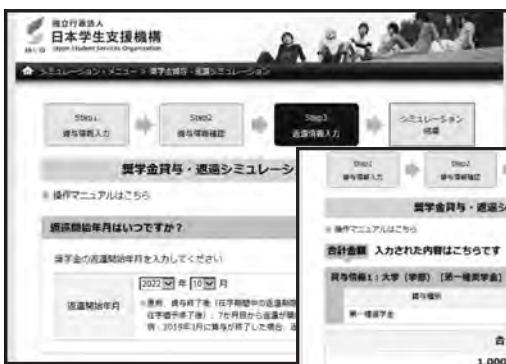 独立行政法人
日本学生支援機構
JASSO Japan Student Services Organization
シミュレーション・メニュー > 奨学金貸与・返還シミュレーション
Step1
貸与情報入力
Step2
貸与情報確認
Step3
返還情報入力
シミュレーション
結果
奨学金貸与・返還シミュレーシ
操作マニュアルはこちら
返還開始年月はいつですか？
奨学金の返還開始年月を入力してください
返還開始年月
2022 年 10 月
Step1
貸与情報入力
Step2
貸与情報確認
奨学金貸与・返還シ
操作マニュアルはこちら
合計金額 入力された内容はこちらです
貸与情報1：大学（学部）［第一種奨学金］
貸与種別
第一種奨学金
合
1,000